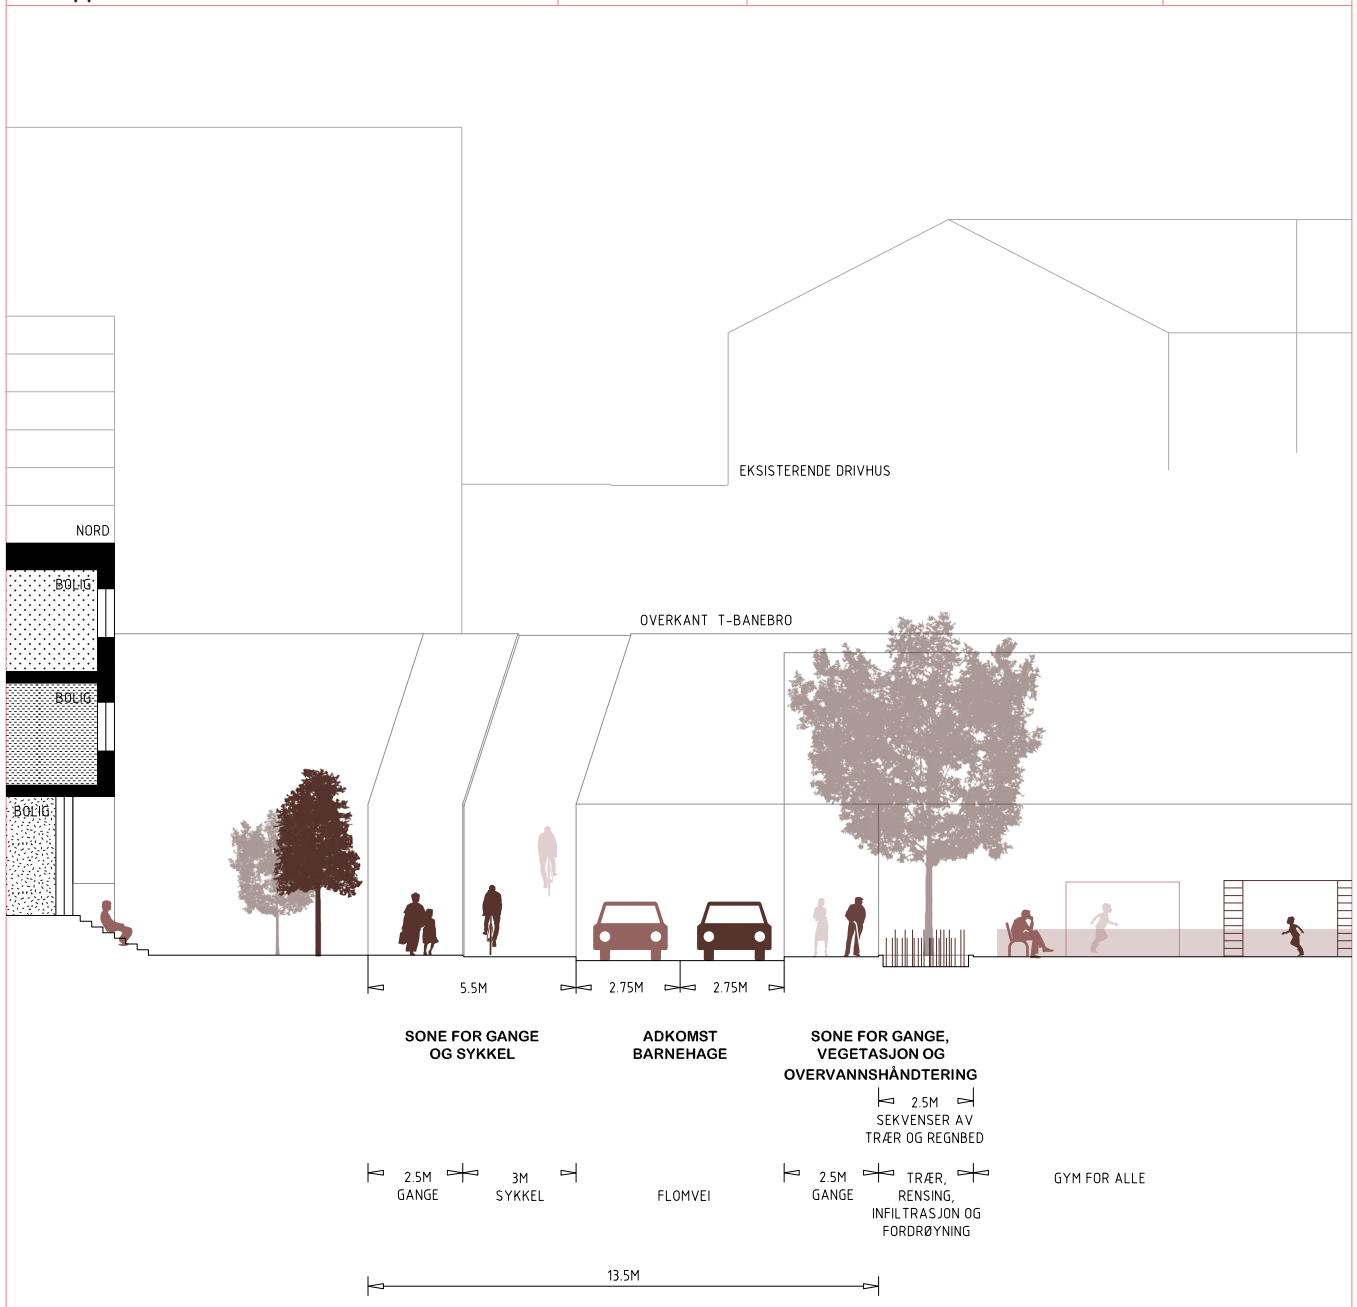 EKSISTERENDE DRIVHUS
NORD
BOLIG
OVERKANT T-BANEBRO
BOLIG
BOLIG
5.5M
2.75M
2.75M
SONE FOR GANGE
OG SYKKEL
ADKOMST
BARNEHAGE
SONE FOR GANGE,
VEGETASJON OG
OVERVANNSHÅNDTERING
2.5M
SEKVENSER AV
TRÆR OG REGNBED
2.5M
GANGE
3M
SYKKEL
FLOMVEI
2.5M
GANGE
TRÆR,
RENSING,
INFILTRASJON OG
FORDRØYNING
GYM FOR ALLE
13.5M